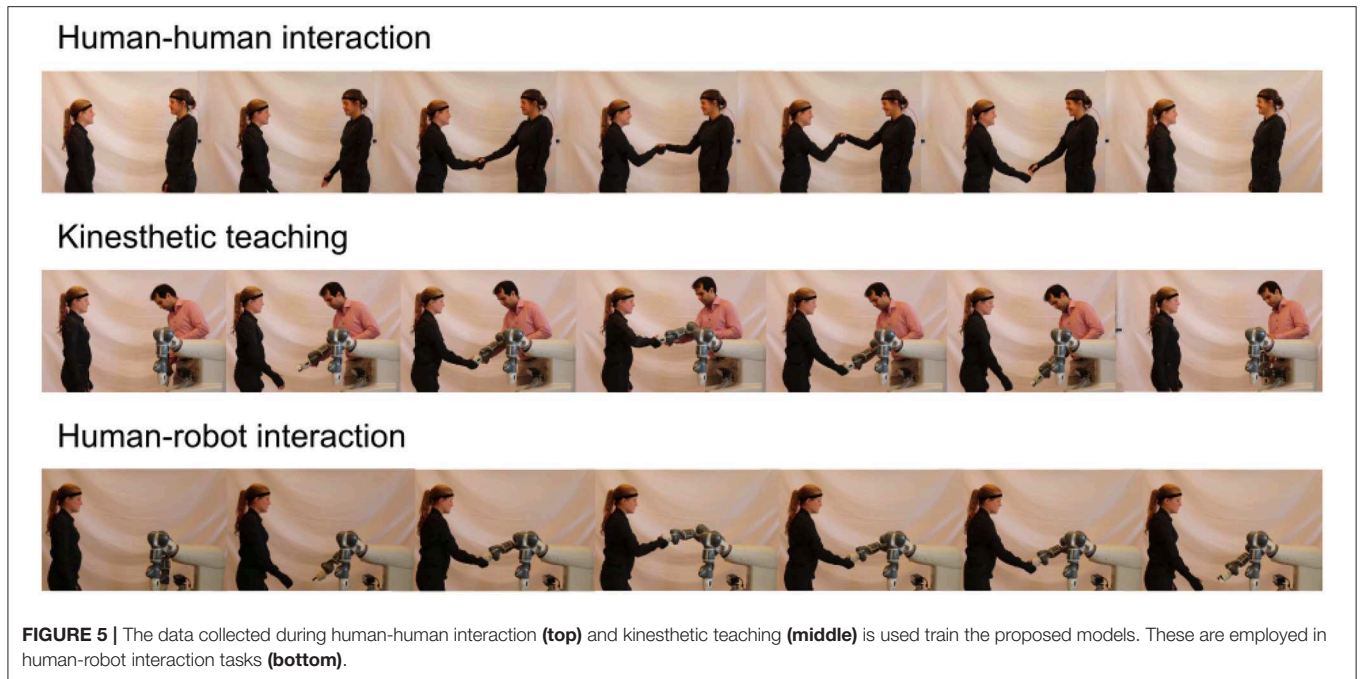 Human-human interaction
Kinesthetic teaching
Human-robot interaction
FIGURE 5 | The data collected during human-human interaction (top) and kinesthetic teaching (middle) is used train the proposed models. These are employed in
human-robot interaction tasks (bottom).